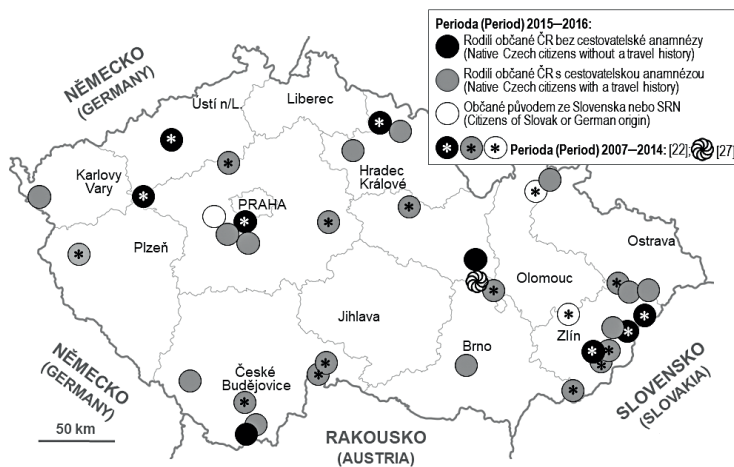 Perioda (Period) 2015—2016:
Rodilí občané ČR bez cestovatelské anamnézy
(Native Czech citizens without a travel history)
Rodilí občané ČR s cestovatelskou anamnézou
(Native Czech citizens with a travel history)
Občané původem ze Slovenska nebo SRN
(Citizens of Slovak or German origin)
Perioda (Period) 2007—2014: [22]; [27]
NĚMECKO
(GERMANY)
Ústí n/L.
Liberec
Karlovy
Vary
Hradec
Králové
PRAHA
Plzeň
Ostrava
Olomouc
Jihlava
Zlín
Brno
České
Budějovice
NĚMECKO
(GERMANY)
SLOVENSKO
(SLOVAKIA)
50 km
RAKOUSKO
(AUSTRIA)